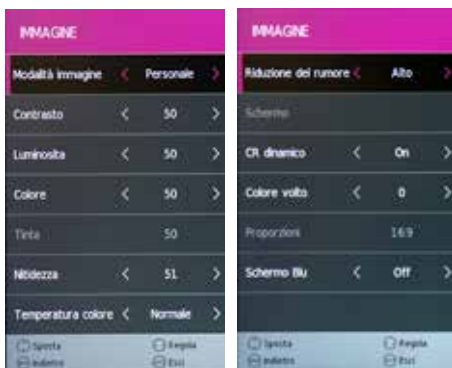 IMMAGINE
Modalità immagine < Personale >
Contrasto < 50 >
Luminosita < 50 >
Colore < 50 >
Tinta 50
Nitidezza < 51 >
Temperatura colore < Normale >
Sposta Regola
Indietro Esci
IMMAGINE
Riduzione del rumore < Alto >
Schermo
CR dinamico < On >
Colore volto < 0 >
Proporzioni 16:9
Schermo Blu < Off >
Sposta Regola
Indietro Esci